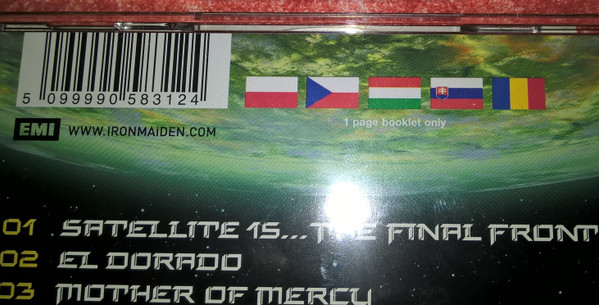 5 099990 583124
EMI WWW.IRONMAIDEN.COM
1 page booklet only
01 SATELLITE 15... THE FINAL FRONT
02 EL DORADO
03 MOTHER OF MERCY